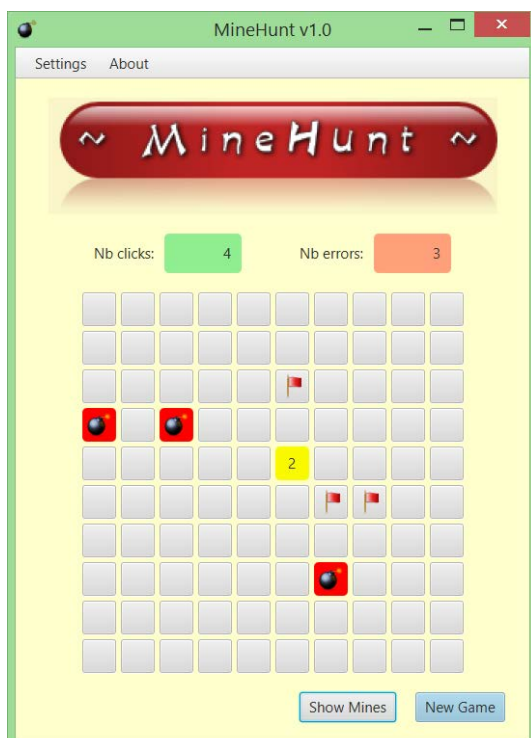 MineHunt v1.0
Settings About
~ MineHunt ~
Nb clicks: 4 Nb errors: 3
2
Show Mines New Game